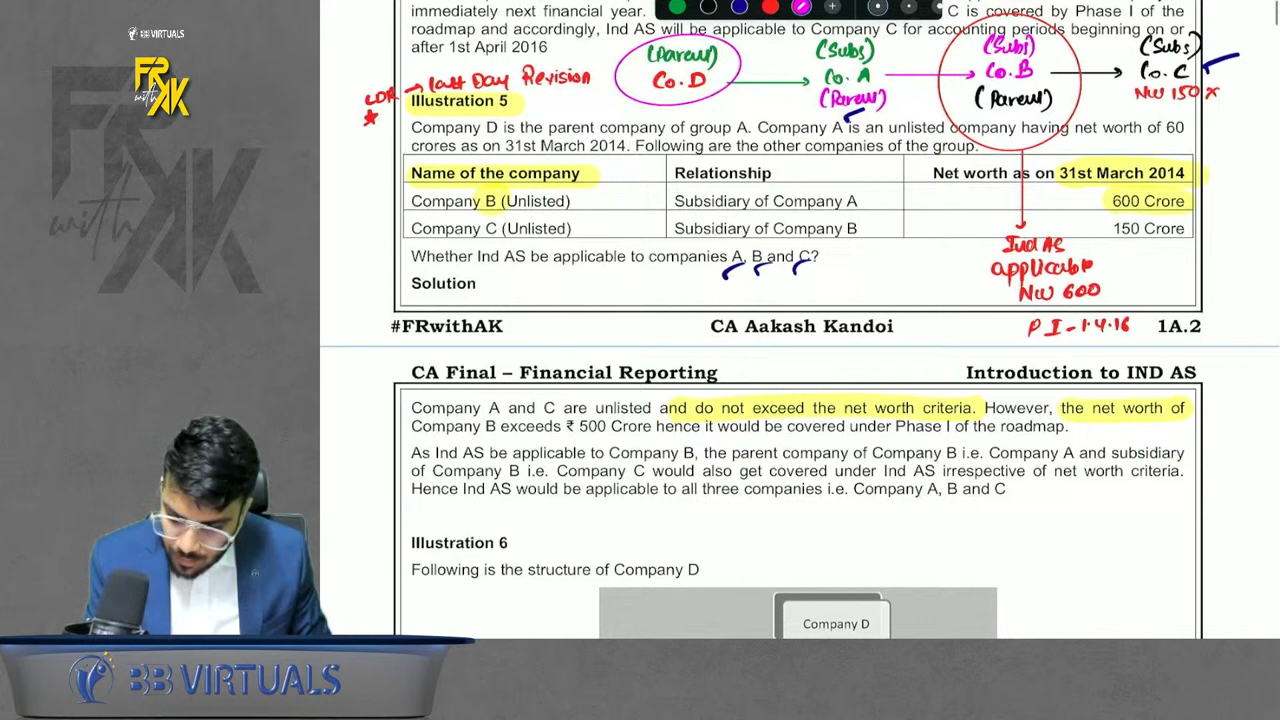 BB VIRTUALS
FR
with
AK
immediately next financial year.
C is covered by Phase I of the
roadmap and accordingly, Ind AS will be applicable to Company C for accounting periods beginning on or
after 1st April 2016
(Parent)
Co. D
(Subs)
Co. A
(Parent)
(Subs)
Co. B
(Parent)
(Subs)
Co. C
NW 150 x
LDR → Last Day Revision
Illustration 5
Company D is the parent company of group A. Company A is an unlisted company having net worth of 60
crores as on 31st March 2014. Following are the other companies of the group.
Name of the company Relationship Net worth as on 31st March 2014
Company B (Unlisted) Subsidiary of Company A 600 Crore
Company C (Unlisted) Subsidiary of Company B 150 Crore
Whether Ind AS be applicable to companies A, B and C?
Ind AS
applicable
NW 600
Solution
#FRwithAK CA Aakash Kandoi 1A.2
P I - 1.4.16
CA Final – Financial Reporting Introduction to IND AS
Company A and C are unlisted and do not exceed the net worth criteria. However, the net worth of
Company B exceeds ₹ 500 Crore hence it would be covered under Phase I of the roadmap.
As Ind AS be applicable to Company B, the parent company of Company B i.e. Company A and subsidiary
of Company B i.e. Company C would also get covered under Ind AS irrespective of net worth criteria.
Hence Ind AS would be applicable to all three companies i.e. Company A, B and C
Illustration 6
Following is the structure of Company D
Company D
BB VIRTUALS